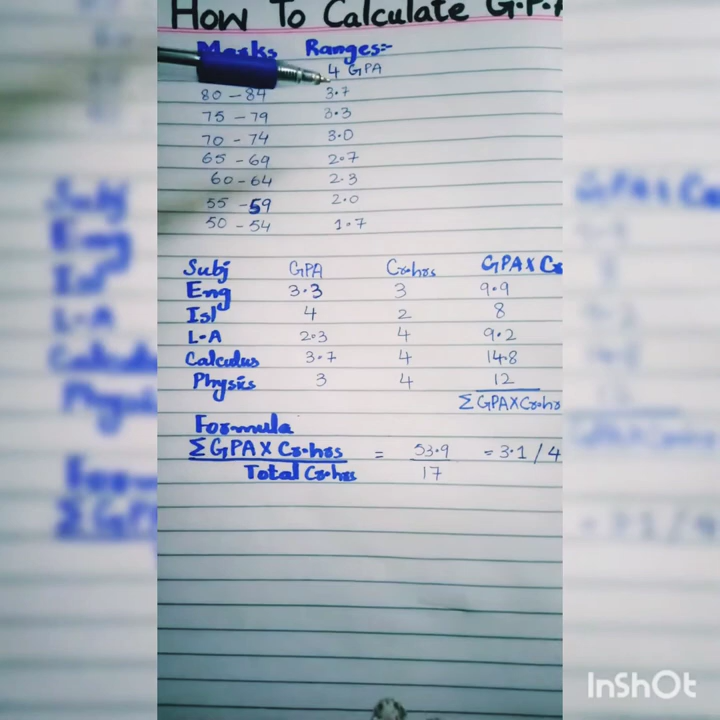 How To Calculate G.P.A
Marks Ranges:-
4 GPA
80 - 84 3.7
75 - 79 3.3
70 - 74 3.0
65 - 69 2.7
60 - 64 2.3
55 - 59 2.0
50 - 54 1.7
Subj GPA Cr.hrs GPA X Cr
Eng 3.3 3 9.9
Isl 4 2 8
L.A 2.3 4 9.2
Calculus 3.7 4 14.8
Physics 3 4 12
Σ GPA X Cr.hr
Formula
Σ GPA X Cr.hrs = 53.9 = 3.1 / 4
Total Cr.hrs 17
InShOt